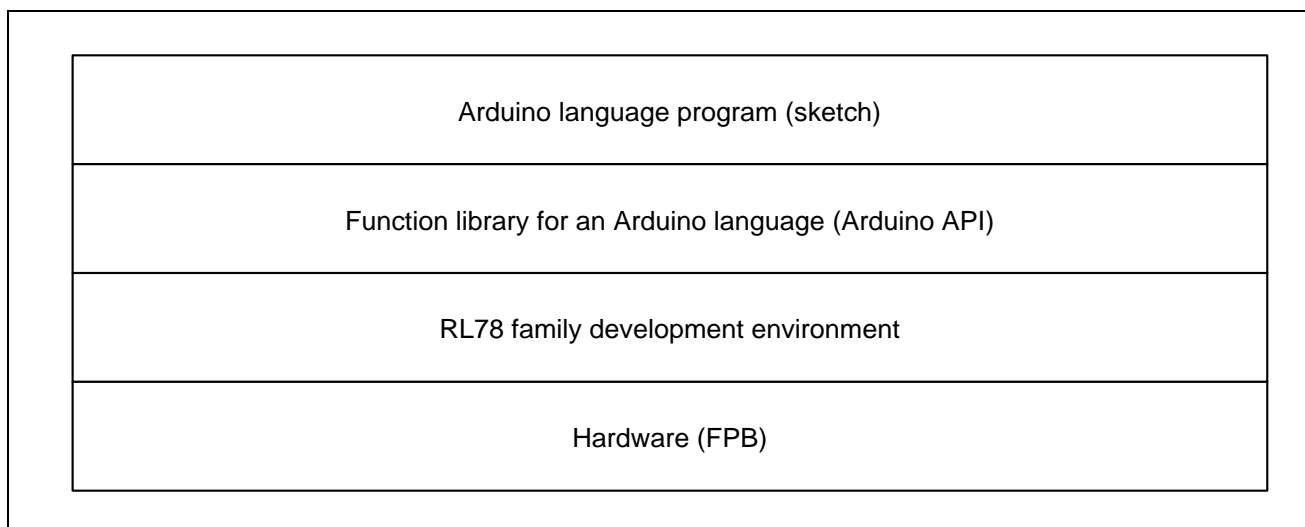 Arduino language program (sketch)
Function library for an Arduino language (Arduino API)
RL78 family development environment
Hardware (FPB)